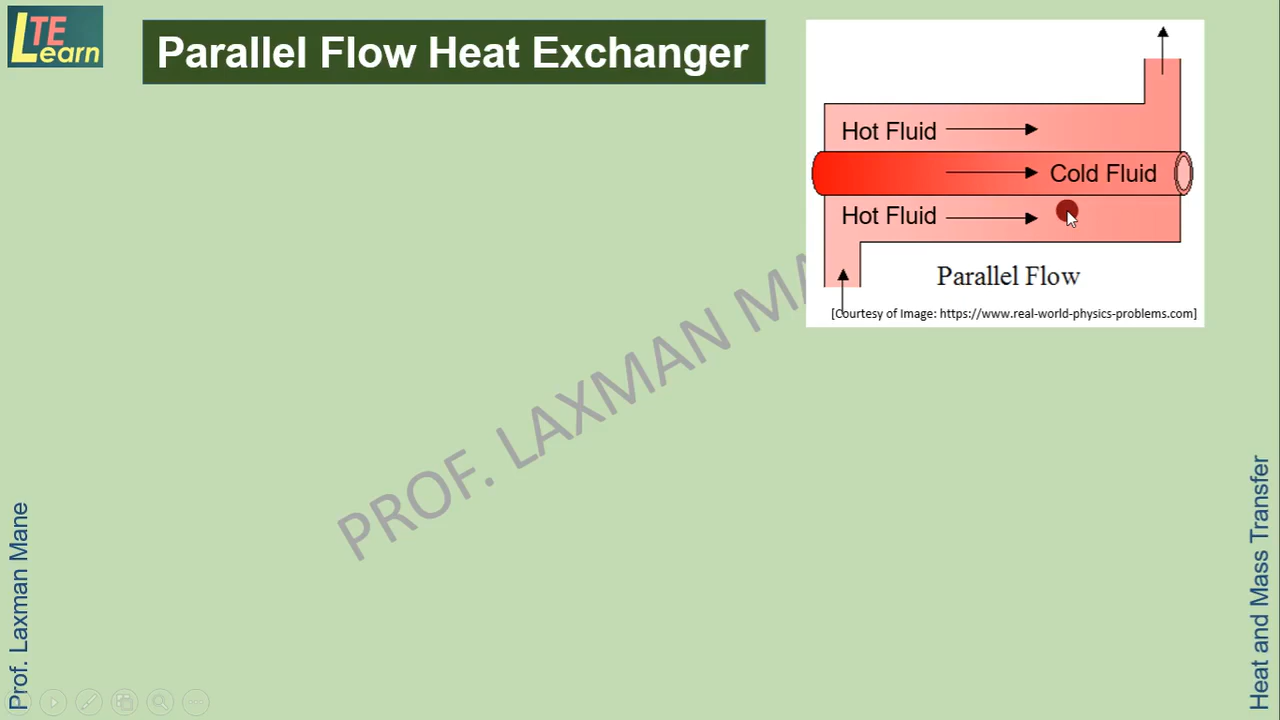 LTE
Learn
Parallel Flow Heat Exchanger
Hot Fluid
Cold Fluid
Hot Fluid
Parallel Flow
[Courtesy of Image: https://www.real-world-physics-problems.com]
PROF. LAXMAN MA
Prof. Laxman Mane
Heat and Mass Transfer